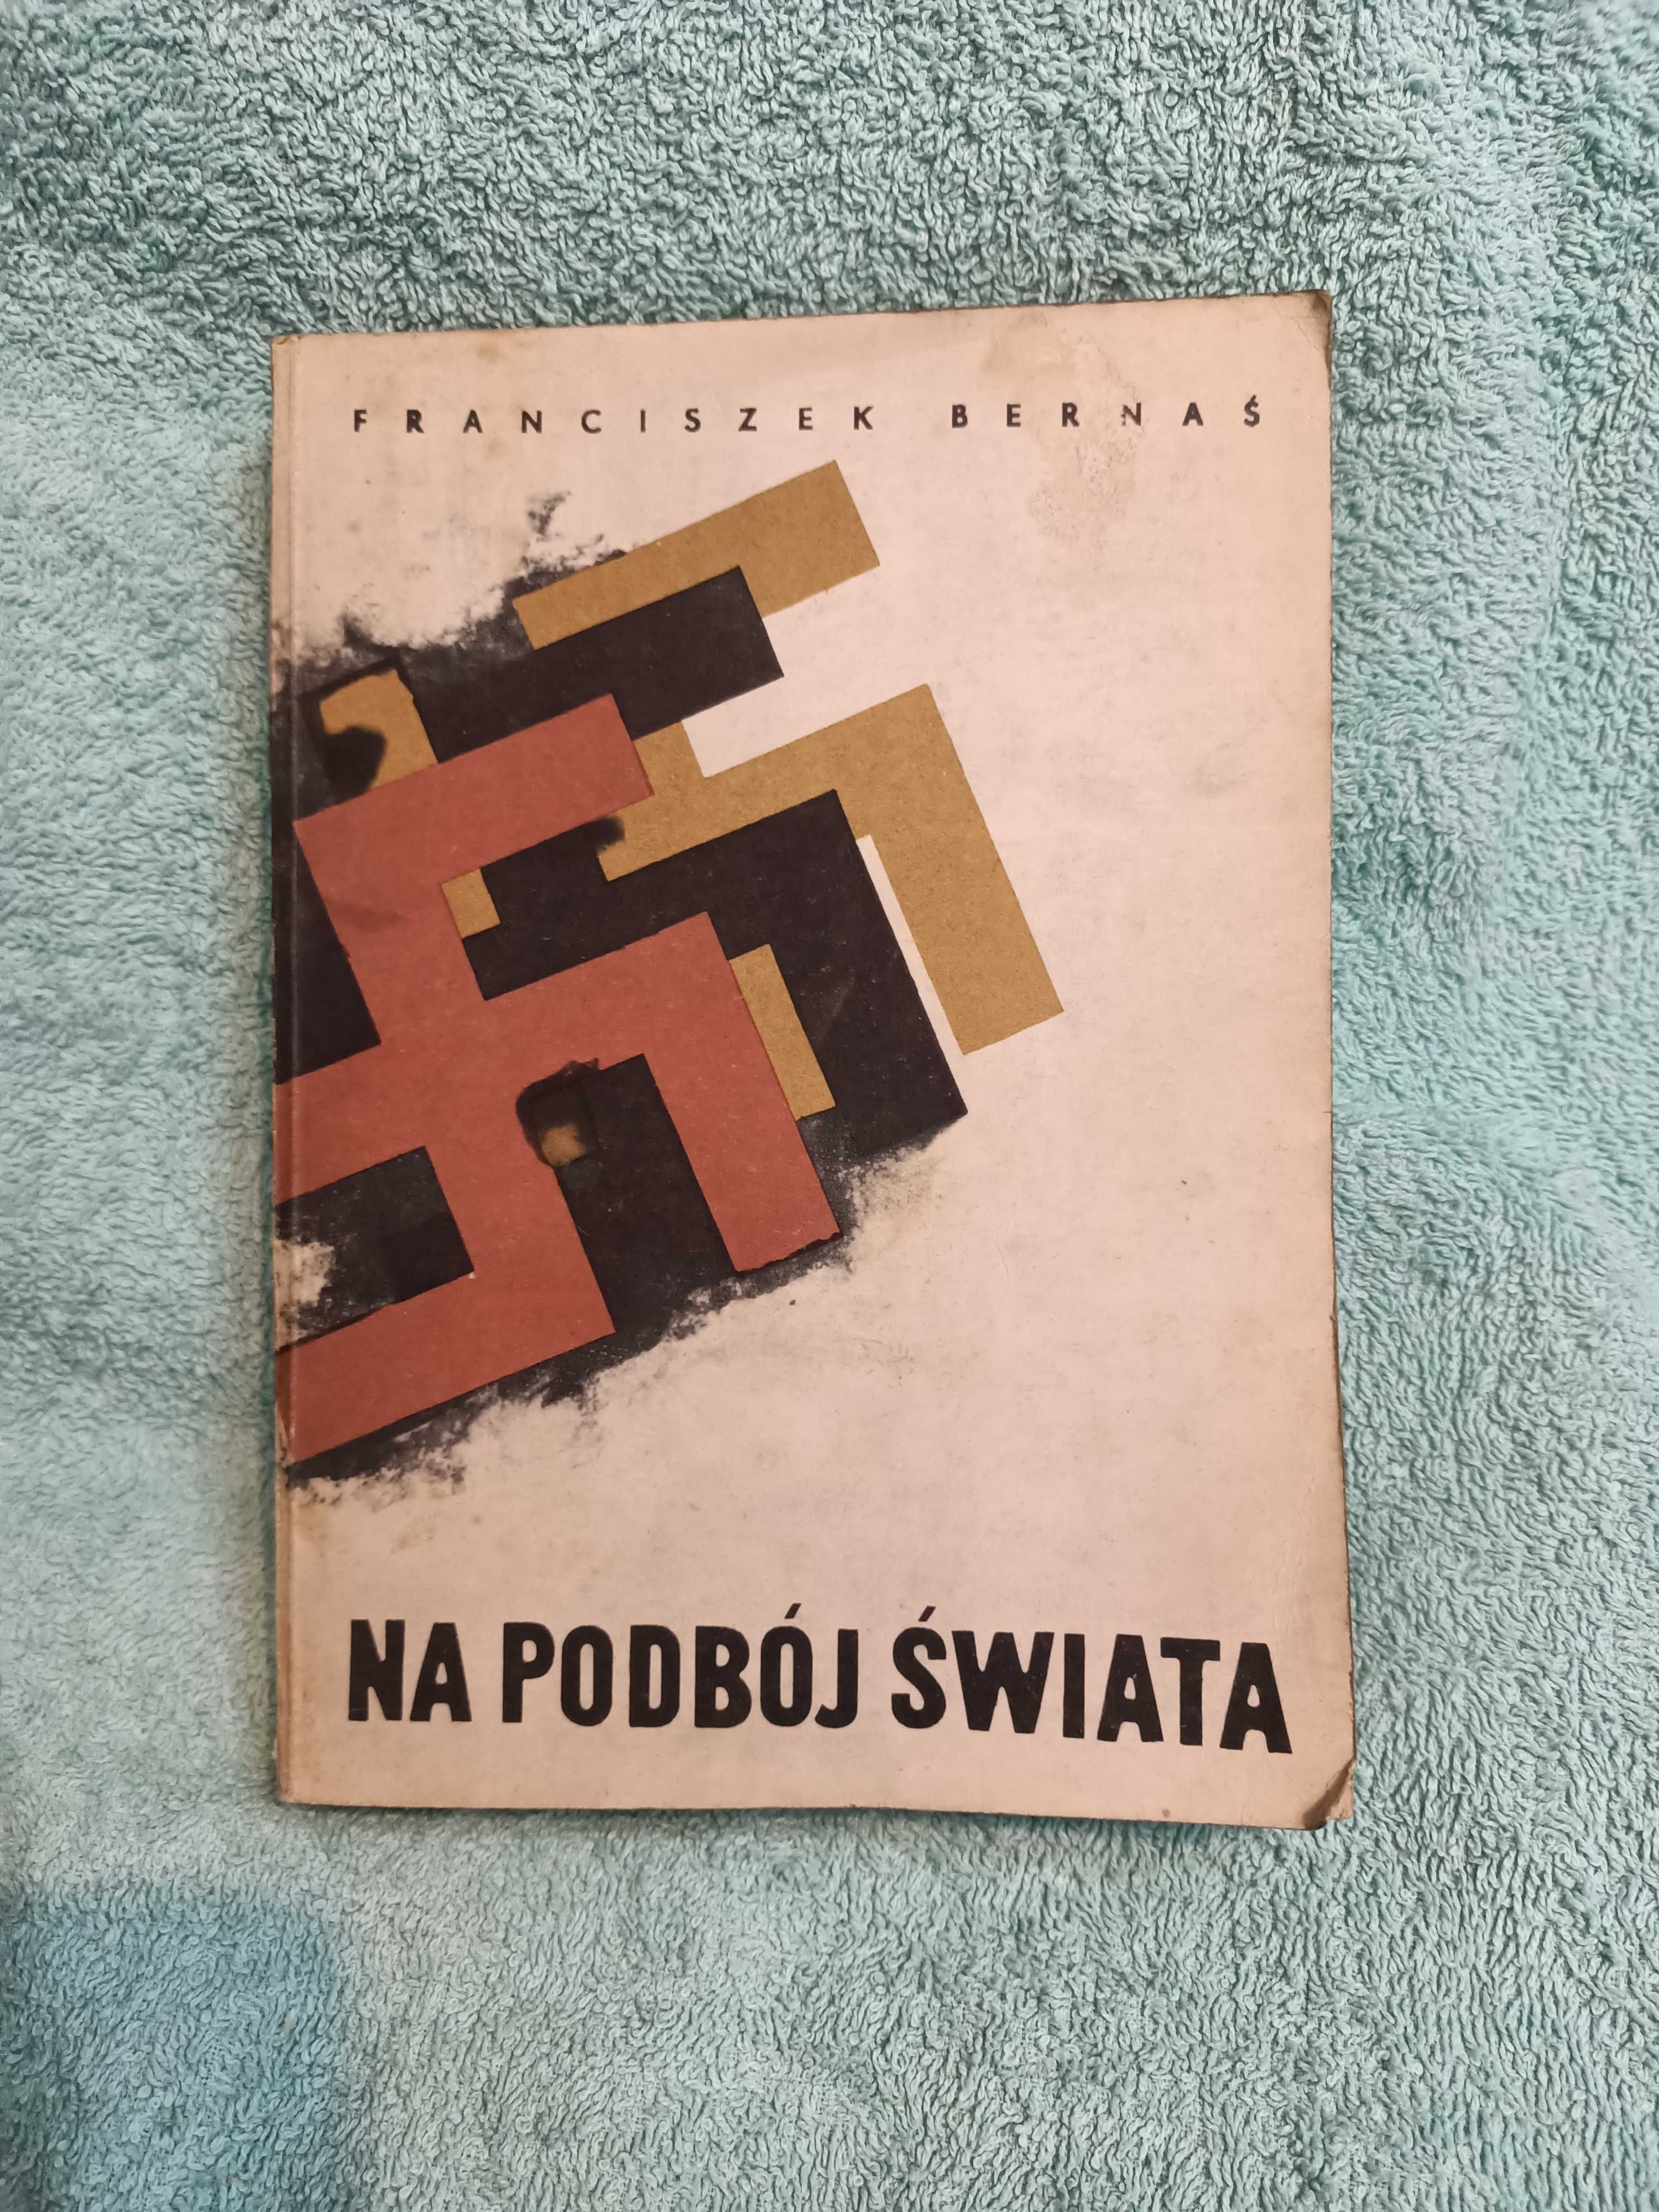 FRANCISZEK BERNAŚ
NA PODBÓJ ŚWIATA